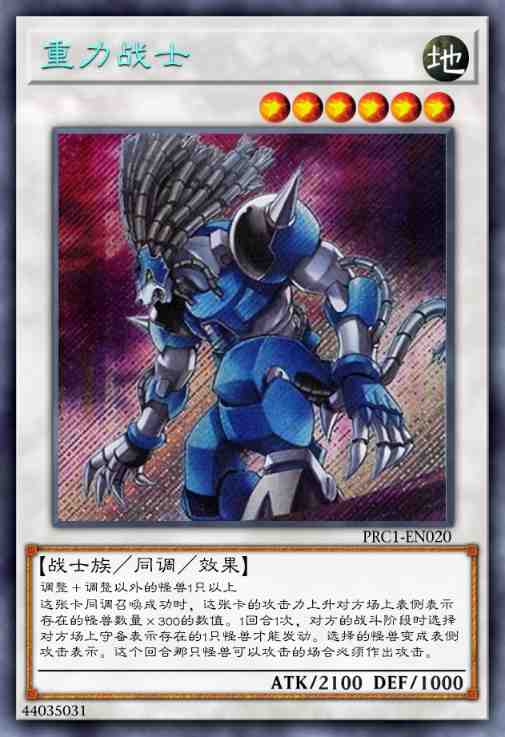 重力战士
地
PRC1-EN020
【战士族／同调／效果】
调整＋调整以外的怪兽1只以上
这张卡同调召唤成功时，这张卡的攻击力上升对方场上表侧表示
存在的怪兽数量×300的数值。1回合1次，对方的战斗阶段时选择
对方场上守备表示存在的1只怪兽才能发动。选择的怪兽变成表侧
攻击表示。这个回合那只怪兽可以攻击的场合必须作出攻击。
ATK/2100 DEF/1000
44035031